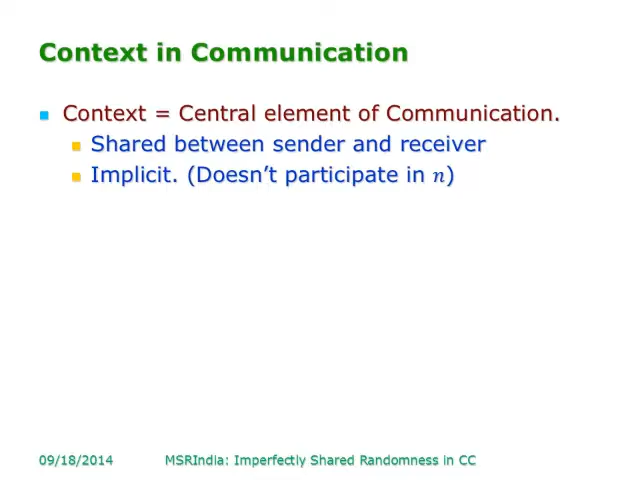 Context in Communication
Context = Central element of Communication.
Shared between sender and receiver
Implicit. (Doesn’t participate in 𝑛)
09/18/2014 MSRIndia: Imperfectly Shared Randomness in CC